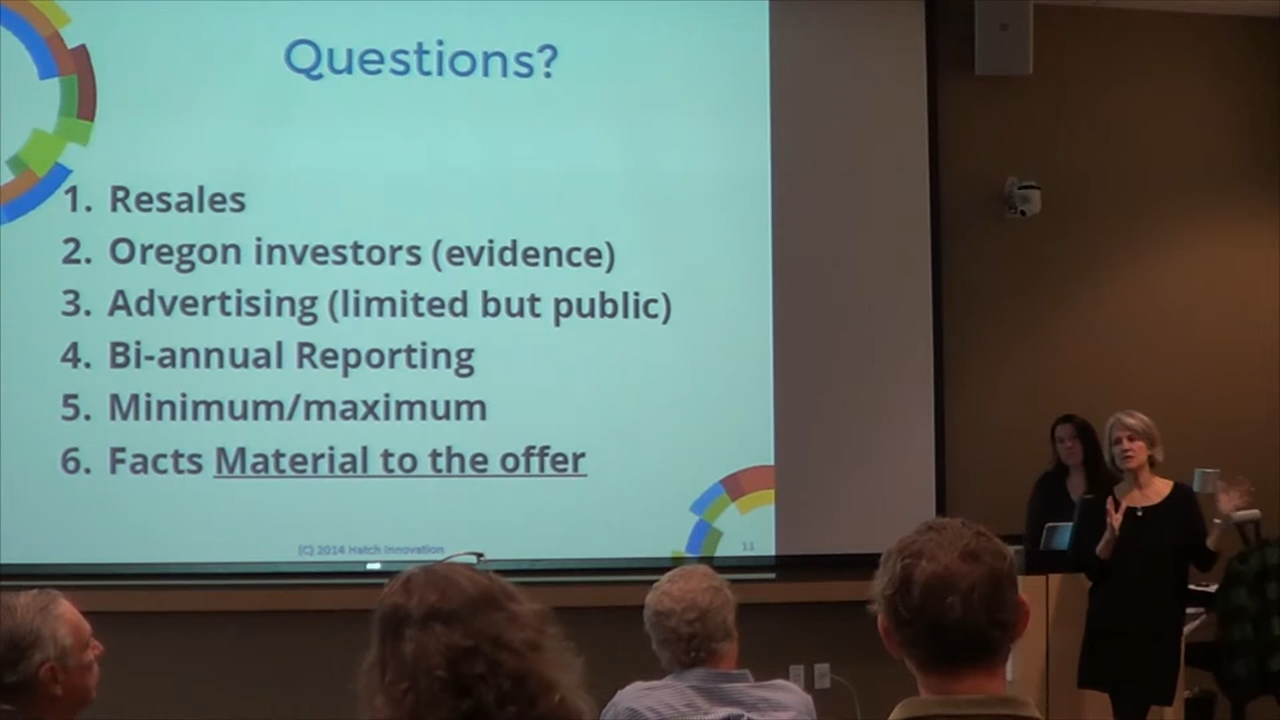 Questions?
1. Resales
2. Oregon investors (evidence)
3. Advertising (limited but public)
4. Bi-annual Reporting
5. Minimum/maximum
6. Facts Material to the offer
(C) 2014 Hatch Innovation
11